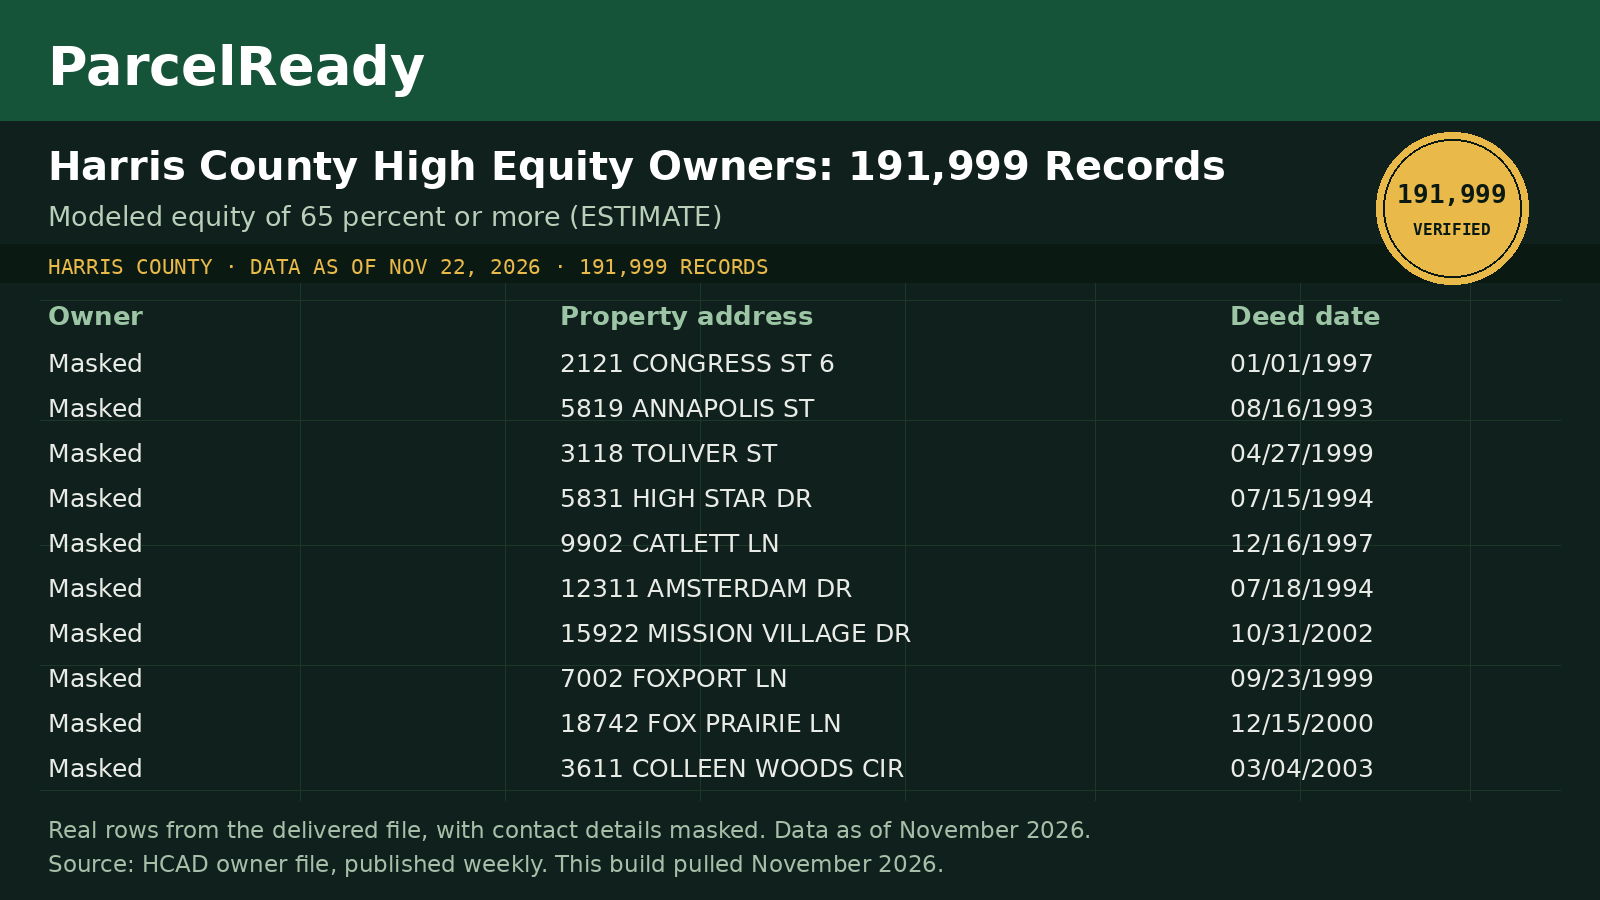 ParcelReady
Harris County High Equity Owners: 191,999 Records
Modeled equity of 65 percent or more (ESTIMATE)
191,999
VERIFIED
HARRIS COUNTY · DATA AS OF NOV 22, 2026 · 191,999 RECORDS
Owner Property address Deed date
Masked 2121 CONGRESS ST 6 01/01/1997
Masked 5819 ANNAPOLIS ST 08/16/1993
Masked 3118 TOLIVER ST 04/27/1999
Masked 5831 HIGH STAR DR 07/15/1994
Masked 9902 CATLETT LN 12/16/1997
Masked 12311 AMSTERDAM DR 07/18/1994
Masked 15922 MISSION VILLAGE DR 10/31/2002
Masked 7002 FOXPORT LN 09/23/1999
Masked 18742 FOX PRAIRIE LN 12/15/2000
Masked 3611 COLLEEN WOODS CIR 03/04/2003
Real rows from the delivered file, with contact details masked. Data as of November 2026.
Source: HCAD owner file, published weekly. This build pulled November 2026.